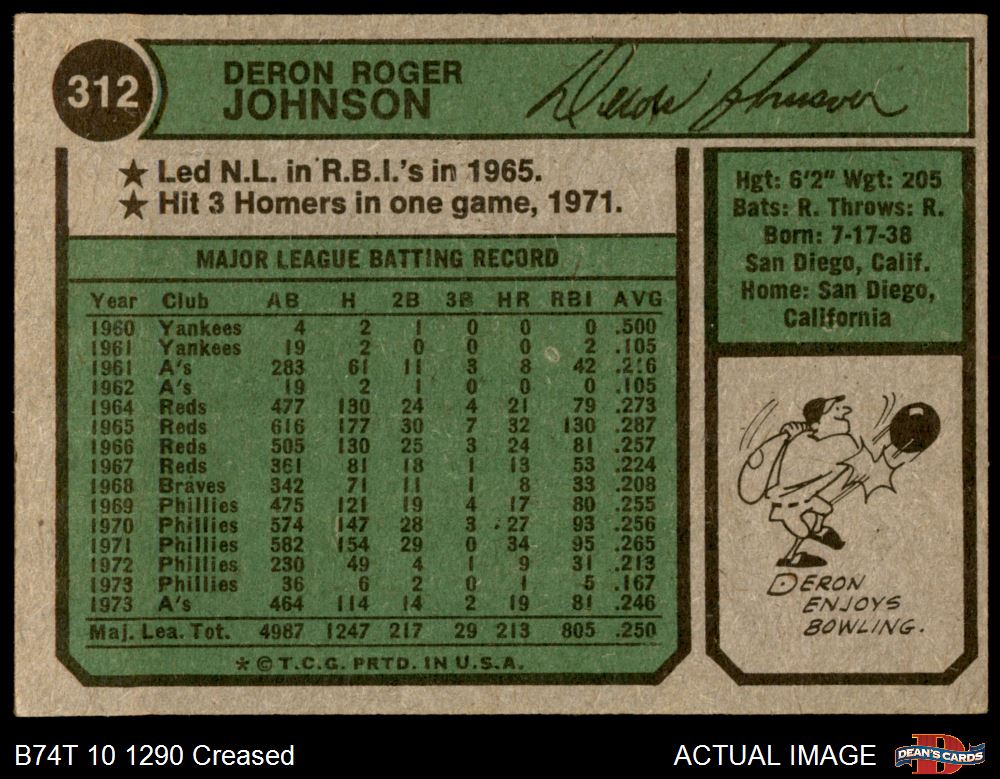 312
DERON ROGER
JOHNSON
Deron Johnson
★ Led N.L. in R.B.I.'s in 1965.
★ Hit 3 Homers in one game, 1971.
MAJOR LEAGUE BATTING RECORD
Year Club AB H 2B 3B HR RBI AVG
1960 Yankees 4 2 1 0 0 0 .500
1961 Yankees 19 2 0 0 0 2 .105
1961 A's 283 61 11 3 8 42 .216
1962 A's 19 2 1 0 0 0 .105
1964 Reds 477 130 24 4 21 79 .273
1965 Reds 616 177 30 7 32 130 .287
1966 Reds 505 130 25 3 24 81 .257
1967 Reds 361 81 18 1 13 53 .224
1968 Braves 342 71 11 1 8 33 .208
1969 Phillies 475 121 19 4 17 80 .255
1970 Phillies 574 147 28 3 27 93 .256
1971 Phillies 582 154 29 0 34 95 .265
1972 Phillies 230 49 4 1 9 31 .213
1973 Phillies 36 6 2 0 1 5 .167
1973 A's 464 114 14 2 19 81 .246
Maj. Lea. Tot. 4987 1247 217 29 213 805 .250
★ © T.C.G. PRTD. IN U.S.A.
Hgt: 6'2" Wgt: 205
Bats: R. Throws: R.
Born: 7-17-38
San Diego, Calif.
Home: San Diego,
California
DERON
ENJOYS
BOWLING.
B74T 10 1290 Creased
ACTUAL IMAGE
DEAN'S CARDS